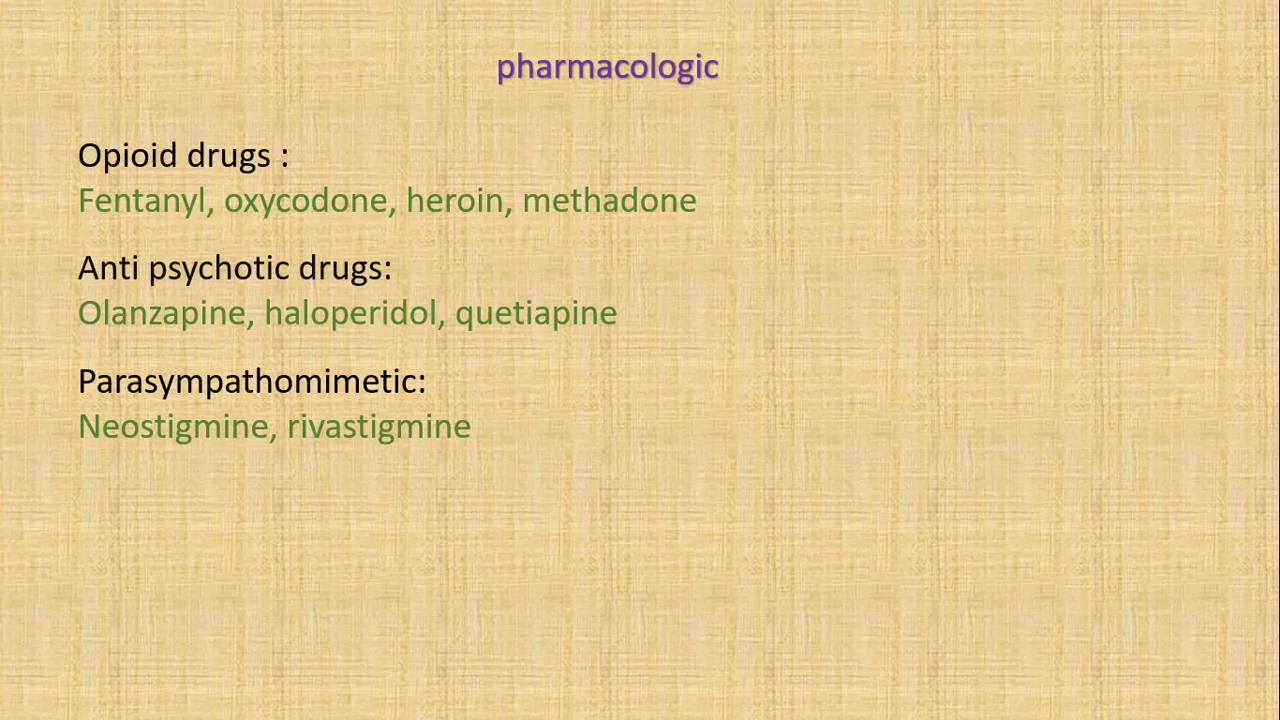 pharmacologic
Opioid drugs :
Fentanyl, oxycodone, heroin, methadone
Anti psychotic drugs:
Olanzapine, haloperidol, quetiapine
Parasympathomimetic:
Neostigmine, rivastigmine